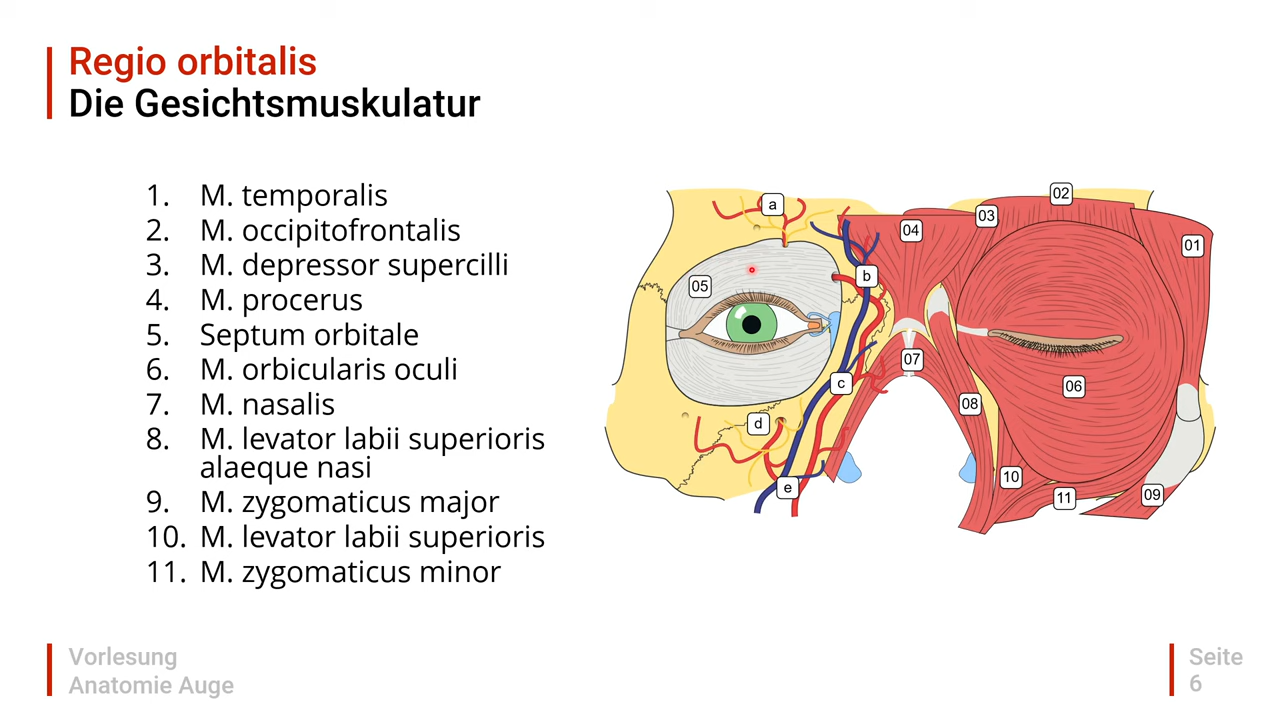 Regio orbitalis
Die Gesichtsmuskulatur
1. M. temporalis
2. M. occipitofrontalis
3. M. depressor supercilli
4. M. procerus
5. Septum orbitale
6. M. orbicularis oculi
7. M. nasalis
8. M. levator labii superioris
alaeque nasi
9. M. zygomaticus major
10. M. levator labii superioris
11. M. zygomaticus minor
a
02
03
04
01
b
05
07
c
06
08
d
10
e
11
09
Vorlesung
Anatomie Auge
Seite
6